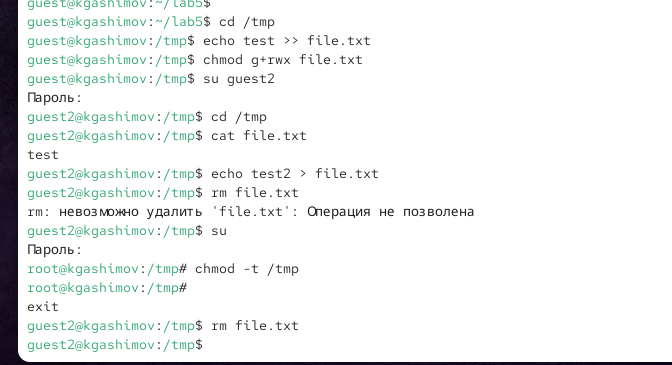 guest@kgashimov:~/lab5$
guest@kgashimov:~/lab5$ cd /tmp
guest@kgashimov:/tmp$ echo test >> file.txt
guest@kgashimov:/tmp$ chmod g+rwx file.txt
guest@kgashimov:/tmp$ su guest2
Пароль:
guest2@kgashimov:/tmp$ cd /tmp
guest2@kgashimov:/tmp$ cat file.txt
test
guest2@kgashimov:/tmp$ echo test2 > file.txt
guest2@kgashimov:/tmp$ rm file.txt
rm: невозможно удалить 'file.txt': Операция не позволена
guest2@kgashimov:/tmp$ su
Пароль:
root@kgashimov:/tmp# chmod -t /tmp
root@kgashimov:/tmp#
exit
guest2@kgashimov:/tmp$ rm file.txt
guest2@kgashimov:/tmp$